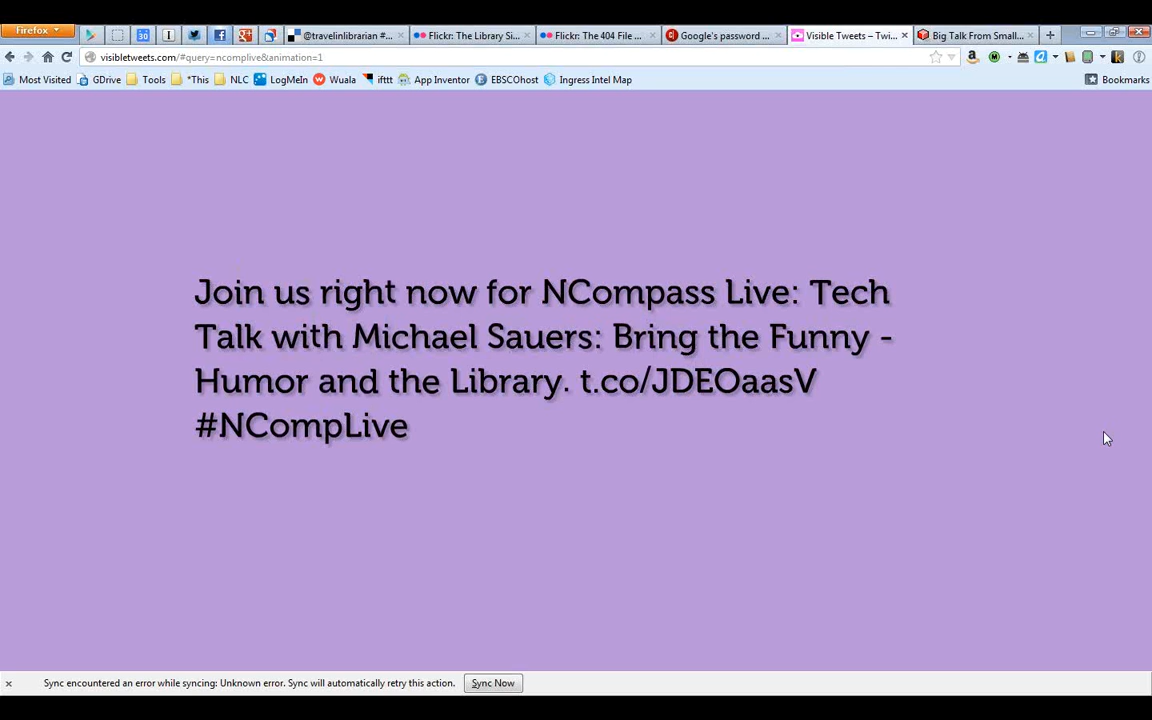 Firefox
@travelinlibrarian #...
Flickr: The Library Si...
Flickr: The 404 File ...
Google's password ...
Visible Tweets – Twi...
Big Talk From Small...
visibletweets.com/#query=ncomplive&animation=1
Most Visited
GDrive
Tools
*This
NLC
LogMeIn
Wuala
ifttt
App Inventor
EBSCOhost
Ingress Intel Map
Bookmarks
Join us right now for NCompass Live: Tech
Talk with Michael Sauers: Bring the Funny -
Humor and the Library. t.co/JDEOaasV
#NCompLive
Sync encountered an error while syncing: Unknown error. Sync will automatically retry this action.
Sync Now